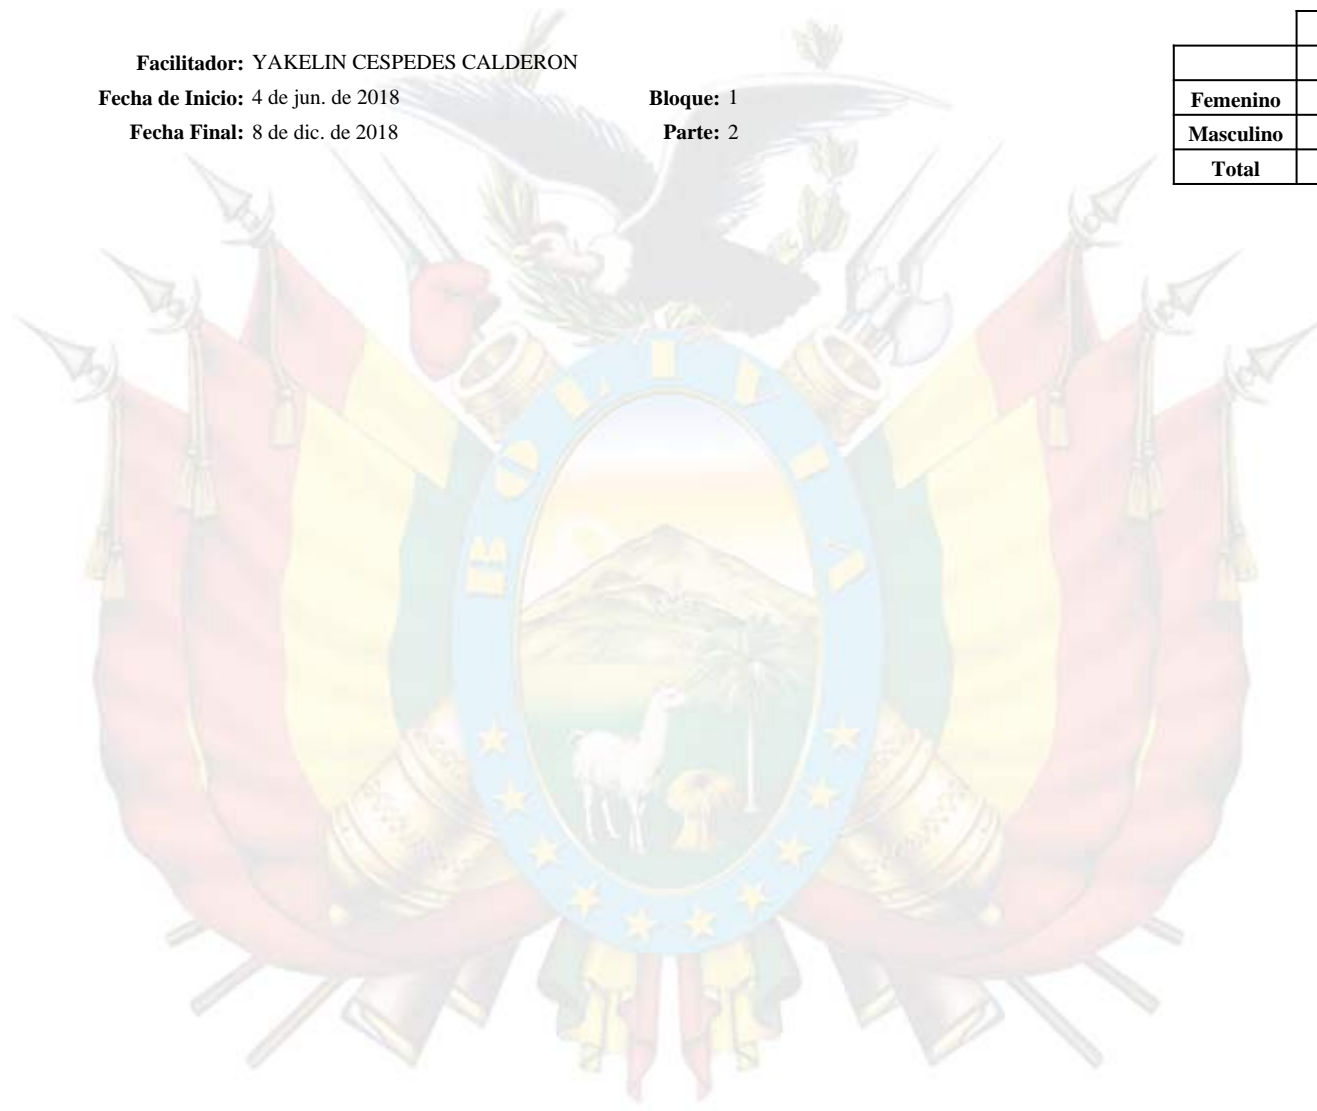 Facilitador: YAKELIN CESPEDES CALDERON
Fecha de Inicio: 4 de jun. de 2018 Bloque: 1
Fecha Final: 8 de dic. de 2018 Parte: 2
Femenino
Masculino
Total
BOLIVIA